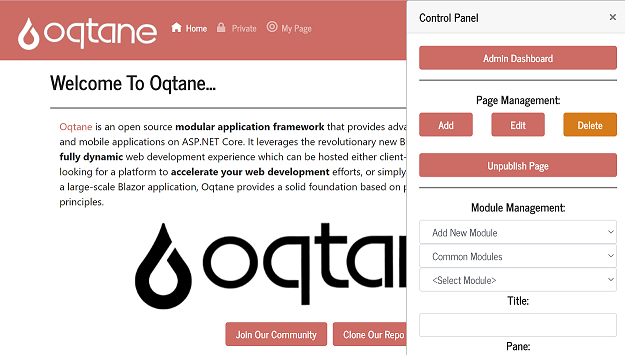 oqtane
Home
Private
My Page
Control Panel
×
Admin Dashboard
Welcome To Oqtane...
Page Management:
Add
Edit
Delete
Oqtane is an open source modular application framework that provides adva
and mobile applications on ASP.NET Core. It leverages the revolutionary new B
fully dynamic web development experience which can be hosted either client-
looking for a platform to accelerate your web development efforts, or simply
a large-scale Blazor application, Oqtane provides a solid foundation based on p
principles.
Unpublish Page
Module Management:
Add New Module
Common Modules
<Select Module>
Title:
Pane:
oqta
Join Our Community
Clone Our Repo